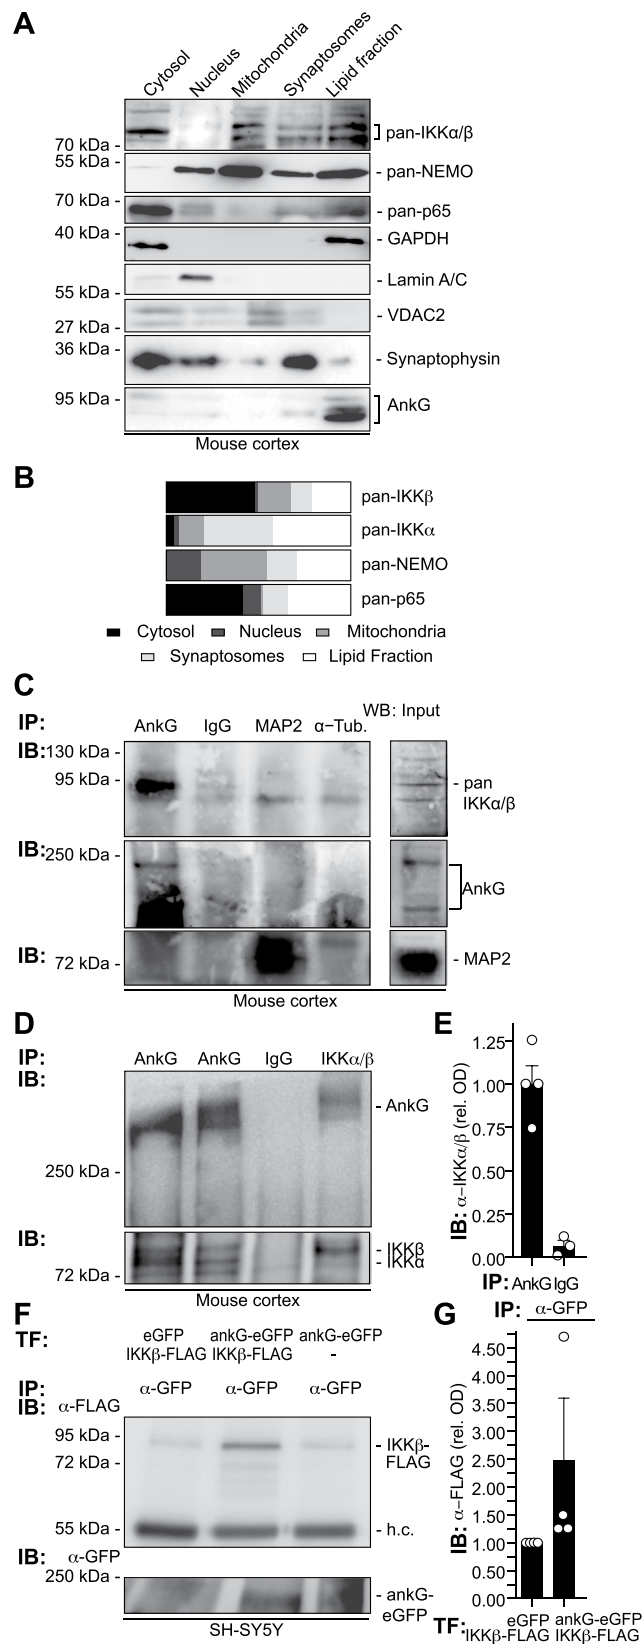 A
Cytosol Nucleus Mitochondria Synaptosomes Lipid fraction
pan-IKKα/β
70 kDa -
55 kDa -
- pan-NEMO
70 kDa -
- pan-p65
40 kDa -
- GAPDH
- Lamin A/C
55 kDa -
- VDAC2
27 kDa -
36 kDa -
- Synaptophysin
95 kDa -
AnkG
Mouse cortex
B
pan-IKKβ
pan-IKKα
pan-NEMO
pan-p65
Cytosol Nucleus Mitochondria
Synaptosomes Lipid Fraction
C
WB: Input
IP: AnkG IgG MAP2 α−Tub.
IB: 130 kDa -
95 kDa -
- pan
IKKα/β
IB: 250 kDa -
AnkG
IB: 72 kDa -
- MAP2
Mouse cortex
D
IP: AnkG AnkG IgG IKKα/β
IB:
- AnkG
250 kDa -
IB:
- IKKβ
- IKKα
72 kDa -
Mouse cortex
E
IB: α−IKKα/β (rel. OD)
1.25
1.00
0.75
0.50
0.25
0.00
IP: AnkG IgG
F
TF: eGFP ankG-eGFP ankG-eGFP
IKKβ-FLAG IKKβ-FLAG -
IP: α-GFP α-GFP α-GFP
IB: α-FLAG
95 kDa -
- IKKβ-
FLAG
72 kDa -
55 kDa -
- h.c.
IB: α-GFP
250 kDa -
- ankG-
eGFP
SH-SY5Y
G
IP: α-GFP
IB: α−FLAG (rel. OD)
4.50
4.00
3.50
3.00
2.50
2.00
1.50
1.00
0.50
0.00
TF: eGFP ankG-eGFP
IKKβ-FLAG IKKβ-FLAG